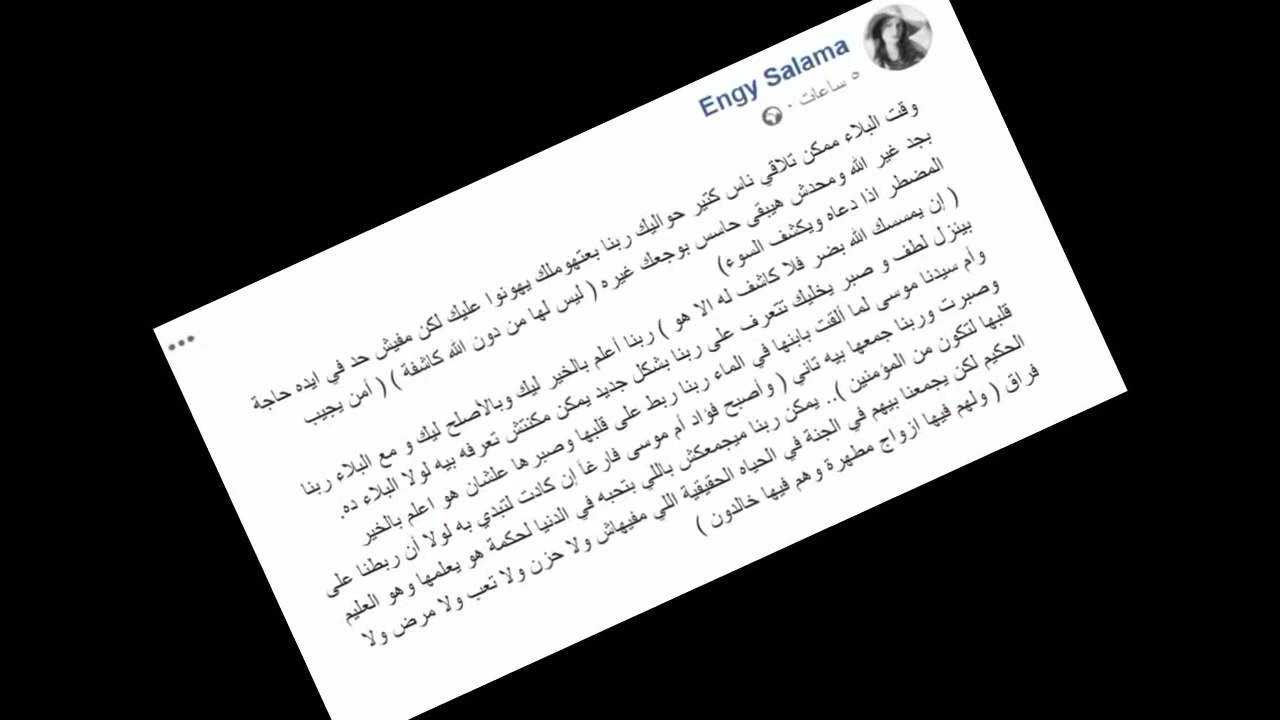 Engy Salama
٥ ساعات ·
وقت البلاء ممكن تلاقي ناس كتير حواليك ربنا بعتهوملك يهونوا عليك لكن مفيش حد في ايده حاجة
بجد غير الله ومحدش هيبقى حاسس بوجعك غيره ( ليس لها من دون الله كاشفة ) ( أمن يجيب
المضطر اذا دعاه ويكشف السوء)
( إن يمسسك الله بضر فلا كاشف له الا هو ) ربنا أعلم بالخير ليك وبالأصلح ليك و مع البلاء ربنا
بينزل لطف و صبر يخليك تتعرف على ربنا بشكل جديد يمكن مكنتش تعرفه بيه لولا البلاء ده.
وأم سيدنا موسى لما ألقت بابنها في الماء ربنا ربط على قلبها وصبرها علشان هو اعلم بالخير
وصبرت وربنا جمعها بيه تاني ( وأصبح فؤاد أم موسى فارغاً إن كادت لتبدي به لولا أن ربطنا على
قلبها لتكون من المؤمنين ).. يمكن ربنا ميجمعكش باللي بتحبه في الدنيا لحكمة هو يعلمها وهو العليم
الحكيم لكن يجمعنا بيهم في الجنة في الحياه الحقيقية اللي مفيهاش ولا حزن ولا تعب ولا مرض ولا
فراق ( ولهم فيها ازواج مطهرة وهم فيها خالدون )